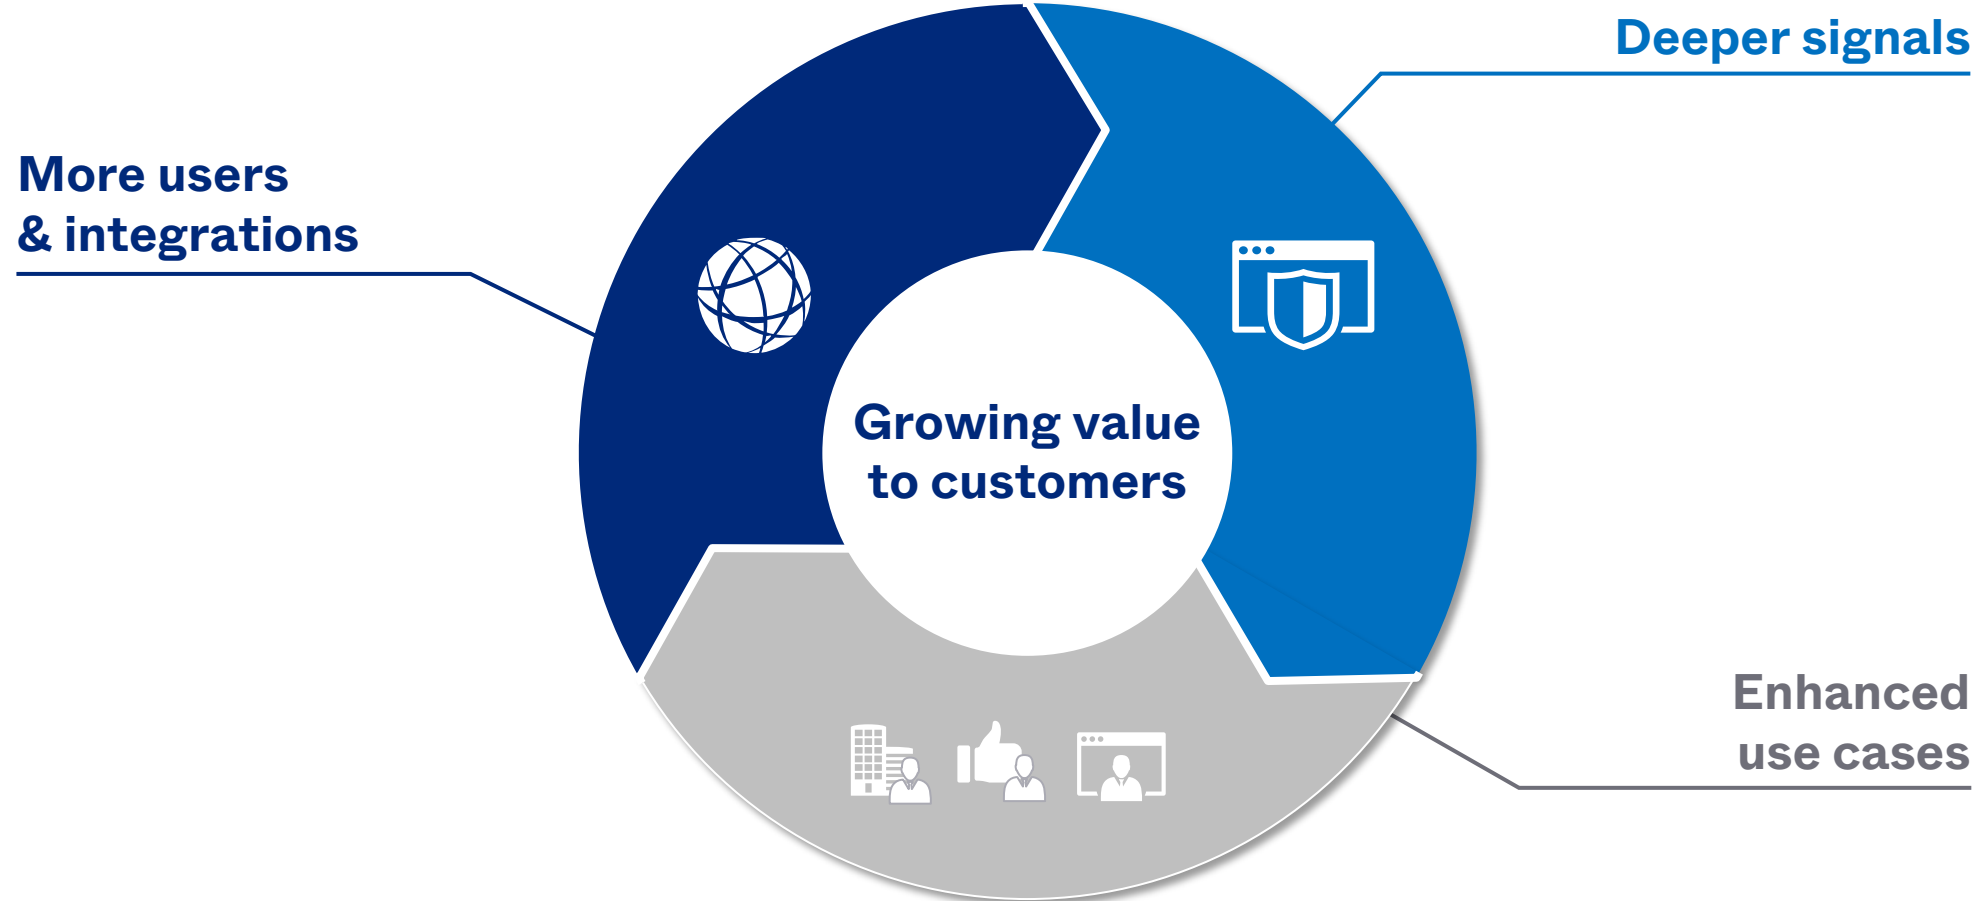 Deeper signals
More users
& integrations
Growing value
to customers
Enhanced
use cases